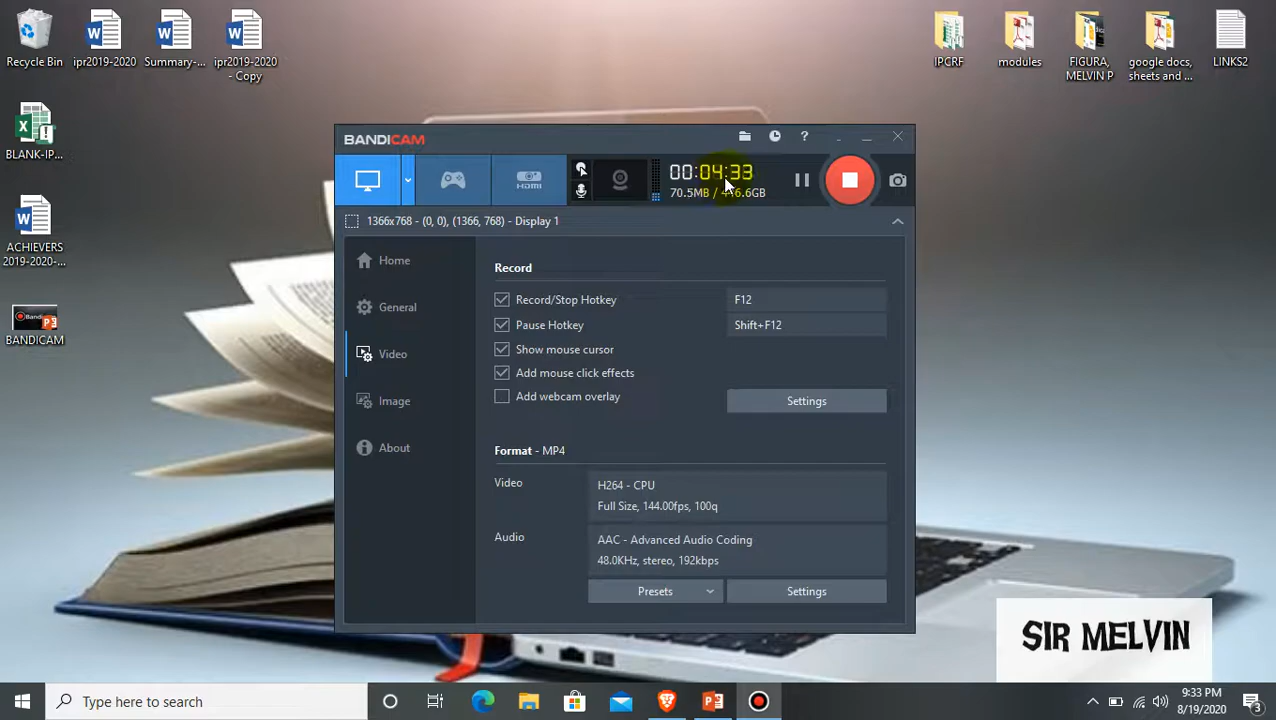 Recycle Bin
ipr2019-2020
Summary-...
ipr2019-2020
- Copy
IPCRF
modules
FIGURA,
MELVIN P
google docs,
sheets and ...
LINKS2
BLANK-IP...
ACHIEVERS
2019-2020-...
BANDICAM
BANDICAM
HDMI
00:04:33
70.5MB / 416.6GB
1366x768 - (0, 0), (1366, 768) - Display 1
Home
General
Video
Image
About
Record
Record/Stop Hotkey
F12
Pause Hotkey
Shift+F12
Show mouse cursor
Add mouse click effects
Add webcam overlay
Settings
Format - MP4
Video
H264 - CPU
Full Size, 144.00fps, 100q
Audio
AAC - Advanced Audio Coding
48.0KHz, stereo, 192kbps
Presets
Settings
SIR MELVIN
Type here to search
9:33 PM
8/19/2020
3